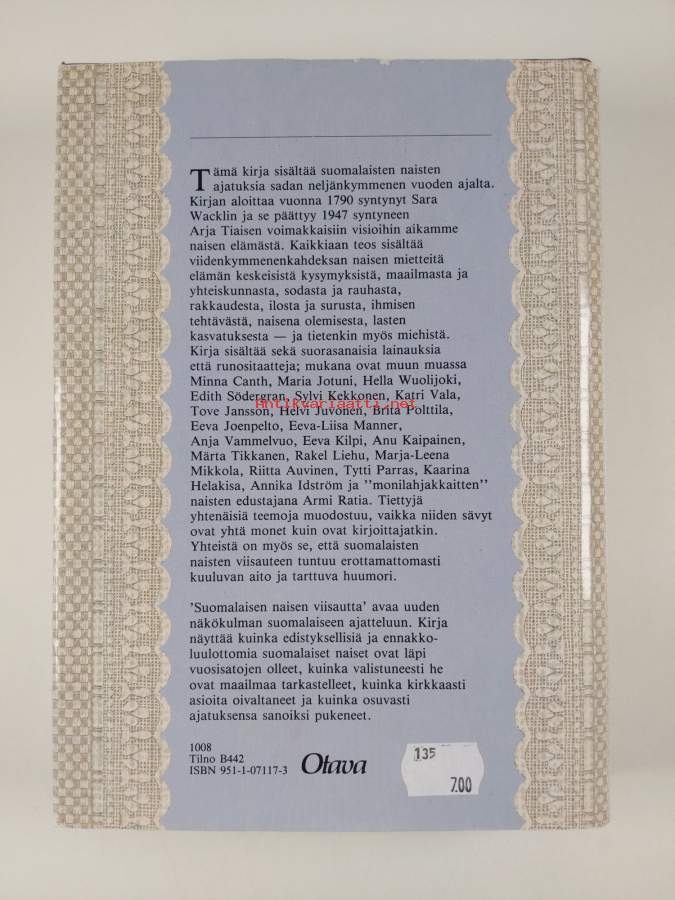 Tämä kirja sisältää suomalaisten naisten
ajatuksia sadan neljänkymmenen vuoden ajalta.
Kirjan aloittaa vuonna 1790 syntynyt Sara
Wacklin ja se päättyy 1947 syntyneen
Arja Tiaisen voimakkaisiin visioihin aikamme
naisen elämästä. Kaikkiaan teos sisältää
viidenkymmenenkahdeksan naisen mietteitä
elämän keskeisistä kysymyksistä, maailmasta ja
yhteiskunnasta, sodasta ja rauhasta,
rakkaudesta, ilosta ja surusta, ihmisen
tehtävästä, naisena olemisesta, lasten
kasvatuksesta — ja tietenkin myös miehistä.
Kirja sisältää sekä suorasanaisia lainauksia
että runositaatteja; mukana ovat muun muassa
Minna Canth, Maria Jotuni, Hella Wuolijoki,
Edith Södergran, Sylvi Kekkonen, Katri Vala,
Antikvariaatti.net
Tove Jansson, Helvi Juvonen, Brita Polttila,
Eeva Joenpelto, Eeva-Liisa Manner,
Anja Vammelvuo, Eeva Kilpi, Anu Kaipainen,
Märta Tikkanen, Rakel Liehu, Marja-Leena
Mikkola, Riitta Auvinen, Tytti Parras, Kaarina
Helakisa, Annika Idström ja ''monilahjakkaitten''
naisten edustajana Armi Ratia. Tiettyjä
yhtenäisiä teemoja muodostuu, vaikka niiden sävyt
ovat yhtä monet kuin ovat kirjoittajatkin.
Yhteistä on myös se, että suomalaisten
naisten viisauteen tuntuu erottamattomasti
kuuluvan aito ja tarttuva huumori.
'Suomalaisen naisen viisautta' avaa uuden
näkökulman suomalaiseen ajatteluun. Kirja
näyttää kuinka edistyksellisiä ja ennakko-
luulottomia suomalaiset naiset ovat läpi
vuosisatojen olleet, kuinka valistuneesti he
ovat maailmaa tarkastelleet, kuinka kirkkaasti
asioita oivaltaneet ja kuinka osuvasti
ajatuksensa sanoiksi pukeneet.
1008
Tilno B442
ISBN 951-1-07117-3
Otava
135
7.00